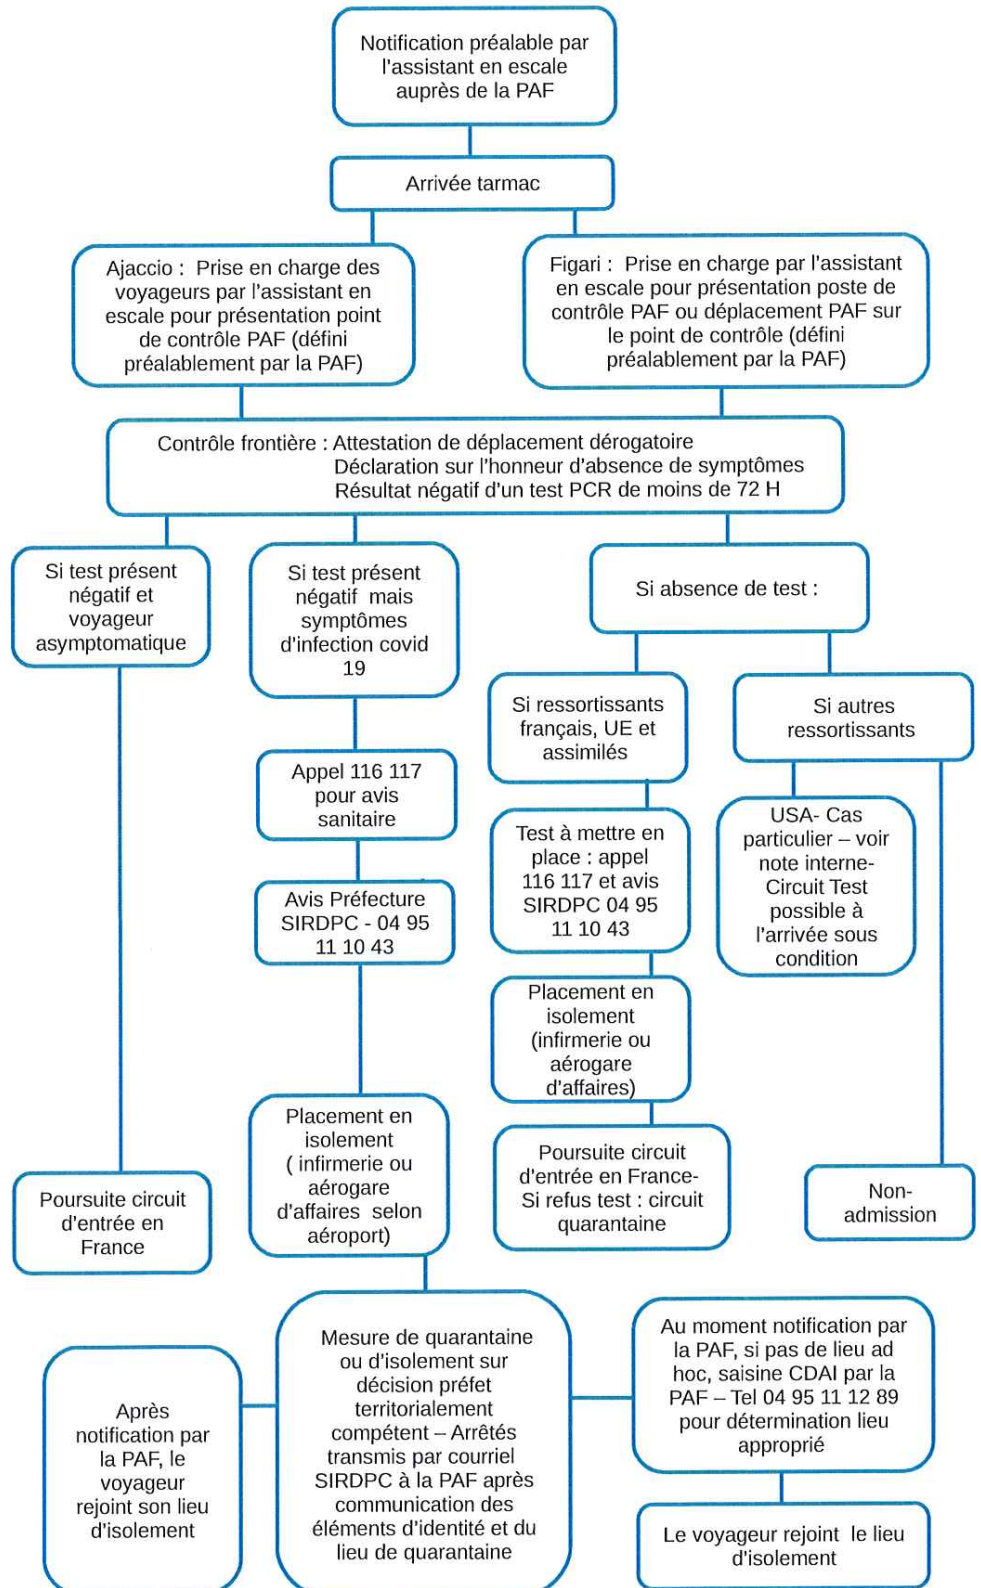 Notification préalable par
l'assistant en escale
auprès de la PAF
Arrivée tarmac
Ajaccio : Prise en charge des
voyageurs par l'assistant en
escale pour présentation point
de contrôle PAF (défini
préalablement par la PAF)
Figari : Prise en charge par l'assistant
en escale pour présentation poste de
contrôle PAF ou déplacement PAF sur
le point de contrôle (défini
préalablement par la PAF)
Contrôle frontière : Attestation de déplacement dérogatoire
Déclaration sur l'honneur d'absence de symptômes
Résultat négatif d'un test PCR de moins de 72 H
Si test présent
négatif et
voyageur
asymptomatique
Si test présent
négatif mais
symptômes
d'infection covid
19
Si absence de test :
Si ressortissants
français, UE et
assimilés
Si autres
ressortissants
Appel 116 117
pour avis
sanitaire
Test à mettre en
place : appel
116 117 et avis
SIRDPC 04 95
11 10 43
USA- Cas
particulier – voir
note interne-
Circuit Test
possible à
l'arrivée sous
condition
Avis Préfecture
SIRDPC - 04 95
11 10 43
Placement en
isolement
(infirmerie ou
aérogare
d'affaires)
Placement en
isolement
( infirmerie ou
aérogare
d'affaires selon
aéroport)
Poursuite circuit
d'entrée en France-
Si refus test : circuit
quarantaine
Poursuite circuit
d'entrée en
France
Non-
admission
Après
notification par
la PAF, le
voyageur
rejoint son lieu
d'isolement
Mesure de quarantaine
ou d'isolement sur
décision préfet
territorialement
compétent – Arrêtés
transmis par courriel
SIRDPC à la PAF après
communication des
éléments d'identité et du
lieu de quarantaine
Au moment notification par
la PAF, si pas de lieu ad
hoc, saisine CDAI par la
PAF – Tel 04 95 11 12 89
pour détermination lieu
approprié
Le voyageur rejoint le lieu
d'isolement